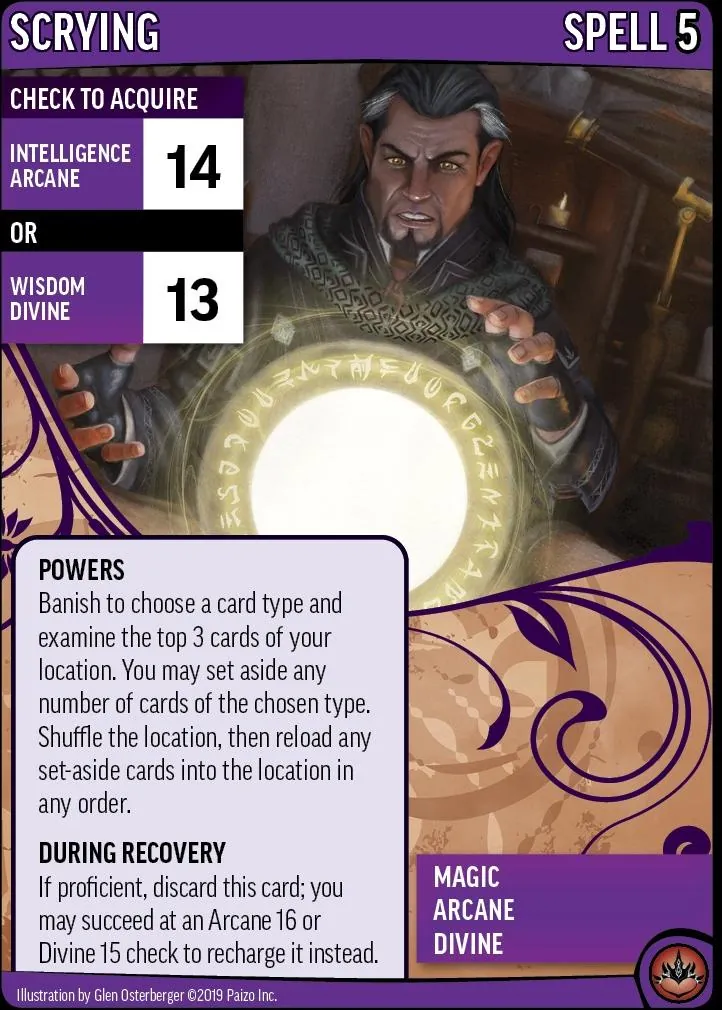 SCRYING
SPELL 5
CHECK TO ACQUIRE
INTELLIGENCE
ARCANE
14
OR
WISDOM
DIVINE
13
POWERS
Banish to choose a card type and
examine the top 3 cards of your
location. You may set aside any
number of cards of the chosen type.
Shuffle the location, then reload any
set-aside cards into the location in
any order.
DURING RECOVERY
If proficient, discard this card; you
may succeed at an Arcane 16 or
Divine 15 check to recharge it instead.
MAGIC
ARCANE
DIVINE
Illustration by Glen Osterberger ©2019 Paizo Inc.